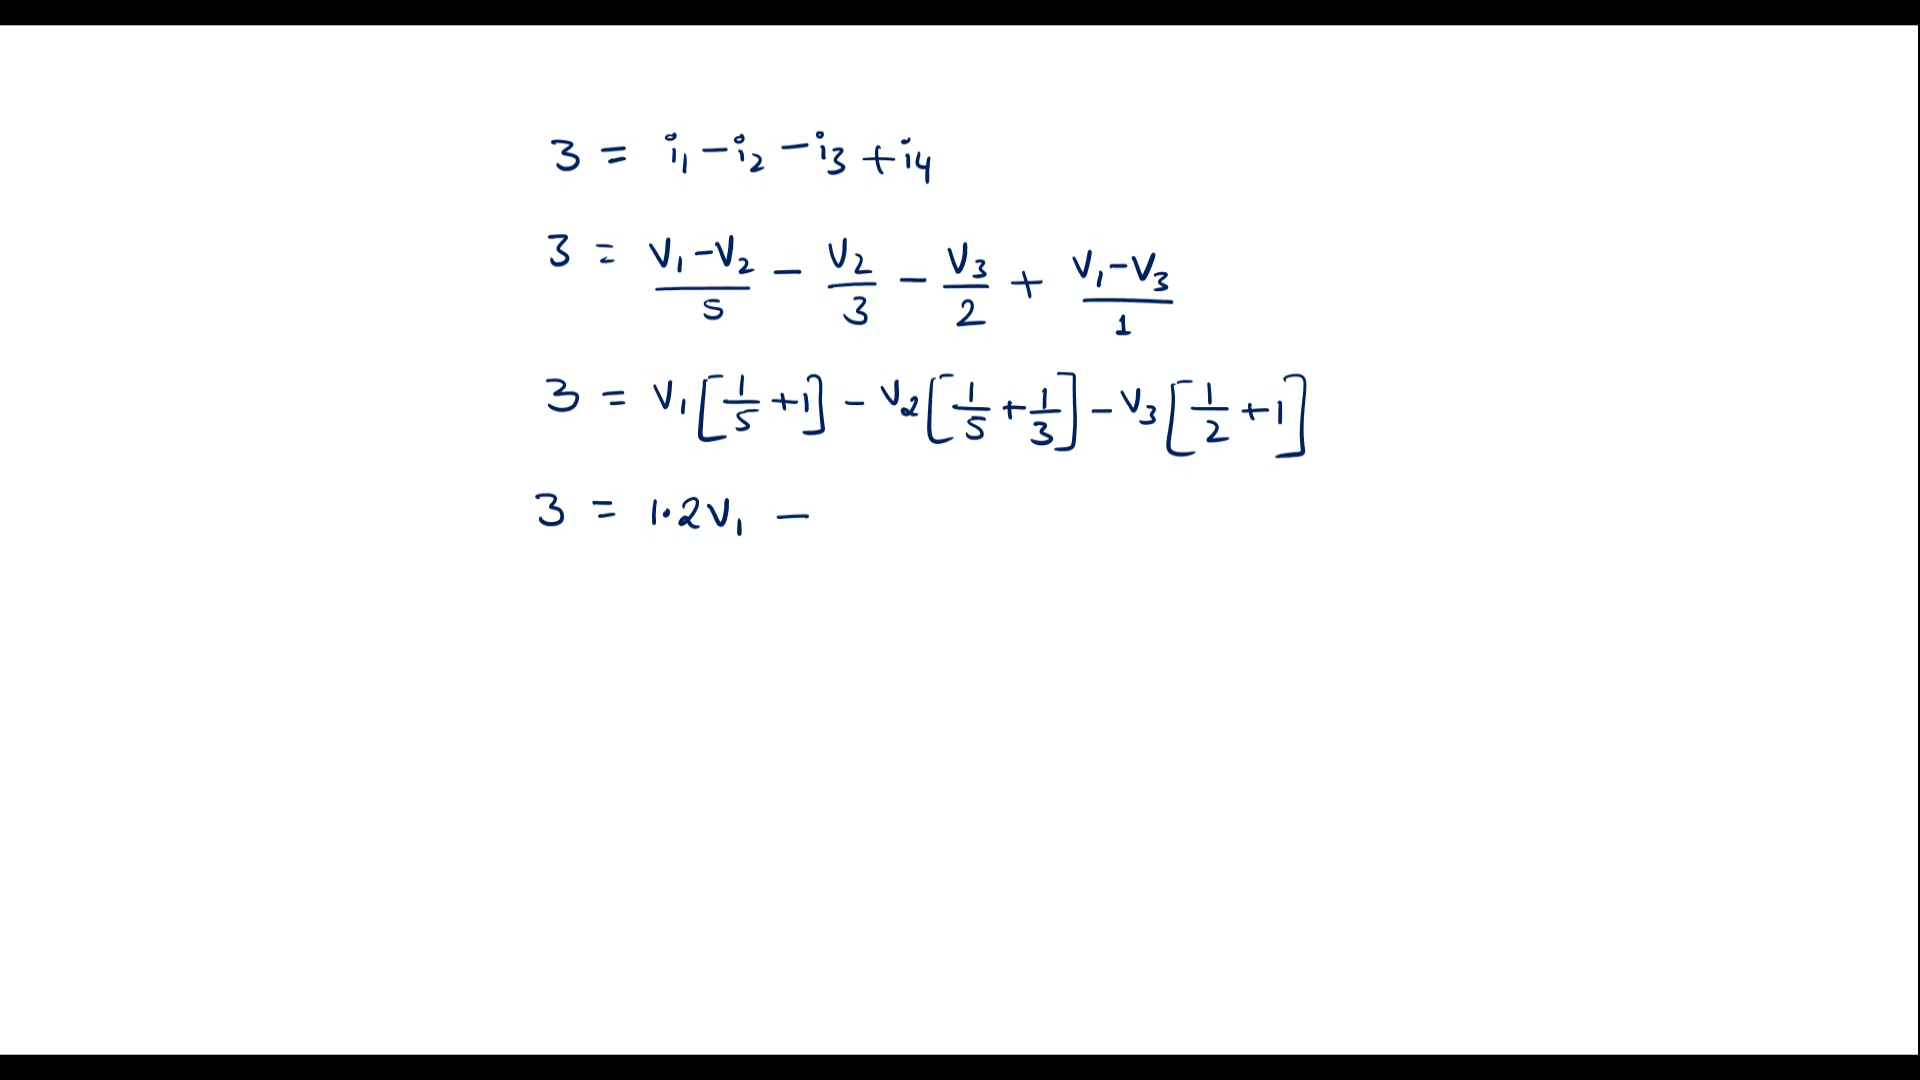 3 = i₁ - i₂ - i₃ + i₄
3 = (V₁-V₂)/5 - V₂/3 - V₃/2 + (V₁-V₃)/1
3 = V₁[1/5 + 1] - V₂[1/5 + 1/3] - V₃[1/2 + 1]
3 = 1.2V₁ -